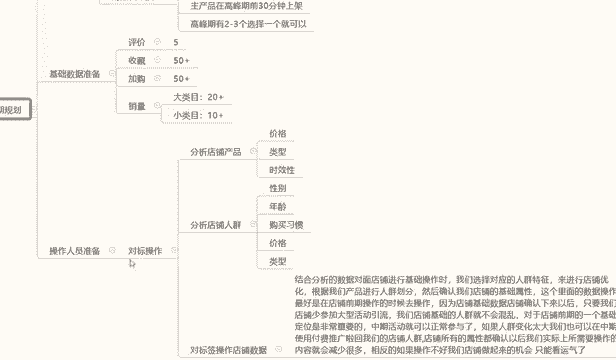 主产品在高峰期前30分钟上架
高峰期有2-3个选择一个就可以
期规划
基础数据准备
评价
5
收藏
50+
加购
50+
销量
大类目：20+
小类目：10+
操作人员准备
对标操作
分析店铺产品
价格
类型
时效性
分析店铺人群
性别
年龄
购买习惯
价格
类型
对标签操作店铺数据
结合分析的数据对面店铺进行基础操作时，我们选择对应的人群特征，来进行店铺优
化，根据我们产品进行人群划分，然后确认我们店铺的基础属性，这个里面的数据操作
最好是在店铺前期操作的时候去操作，因为店铺基础数据店铺确认下来以后，只要我们
店铺少参加大型活动引流，我们店铺基础的人群就不会混乱，对于店铺前期的一个基础
定位是非常重要的，中期活动就可以正常参与了，如果人群变化太大我们也可以在中期
使用付费推广啦回我们的店铺人群,店铺所有的属性都确认以后我们实际上所需要操作的
内容就会减少很多，相反的如果操作不好我们店铺做起来的机会 只能看运气了